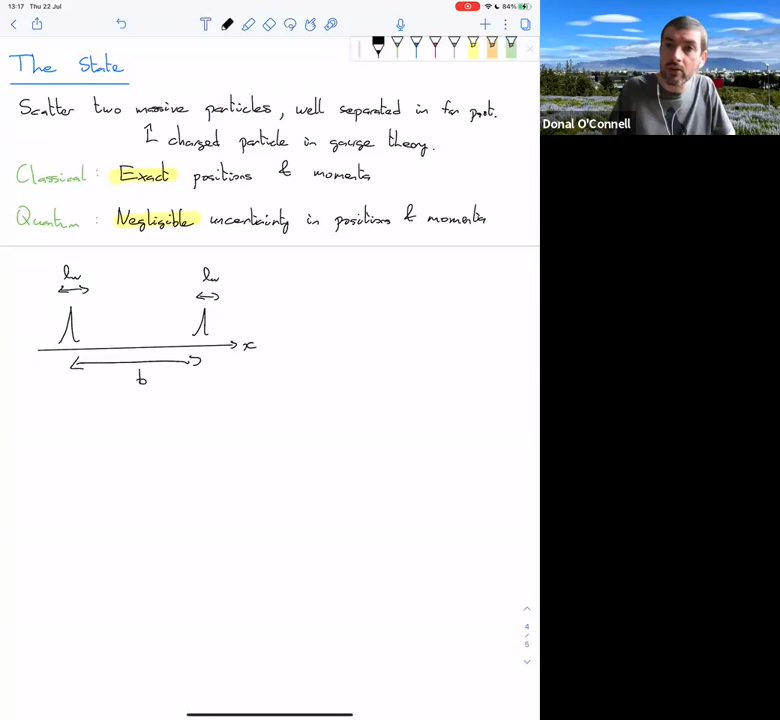 13:17 Thu 22 Jul
84%
The State
Scatter two massive particles, well separated in far past.
↑ charged particle in gauge theory.
Classical: Exact positions & momenta
Quantum: Negligible uncertainty in positions & momenta
lw lw
x
b
Donal O'Connell
4
/
5